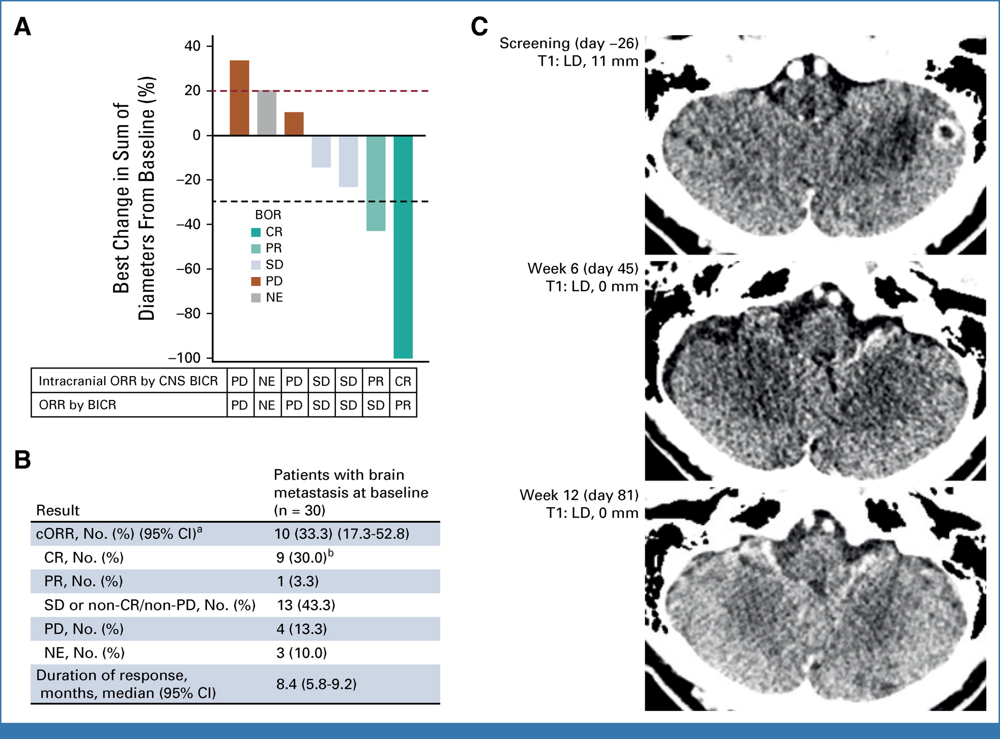 A
Best Change in Sum of
Diameters From Baseline (%)
40
20
0
–20
–40
–60
–80
–100
BOR
CR
PR
SD
PD
NE
Intracranial ORR by CNS BICR PD NE PD SD SD PR CR
ORR by BICR PD NE PD SD SD SD PR
B
Result
Patients with brain
metastasis at baseline
(n = 30)
cORR, No. (%) (95% CI)a 10 (33.3) (17.3-52.8)
CR, No. (%) 9 (30.0)b
PR, No. (%) 1 (3.3)
SD or non-CR/non-PD, No. (%) 13 (43.3)
PD, No. (%) 4 (13.3)
NE, No. (%) 3 (10.0)
Duration of response,
months, median (95% CI)
8.4 (5.8-9.2)
C
Screening (day –26)
T1: LD, 11 mm
Week 6 (day 45)
T1: LD, 0 mm
Week 12 (day 81)
T1: LD, 0 mm